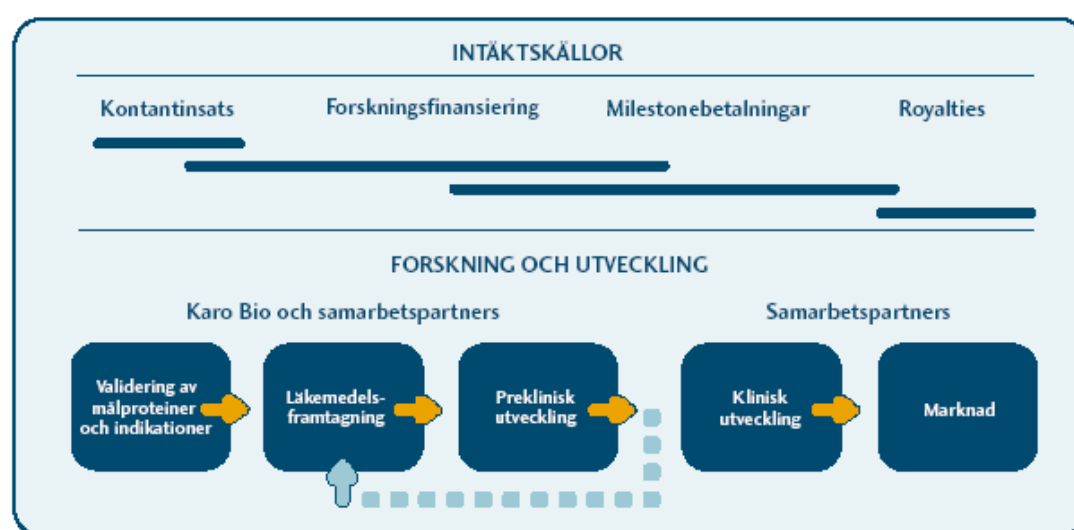 INTÄKTSKÄLLOR
Kontantinsats Forskningsfinansiering Milestonebetalningar Royalties
FORSKNING OCH UTVECKLING
Karo Bio och samarbetspartners Samarbetspartners
Validering av
målproteiner
och indikationer
Läkemedels-
framtagning
Preklinisk
utveckling
Klinisk
utveckling
Marknad